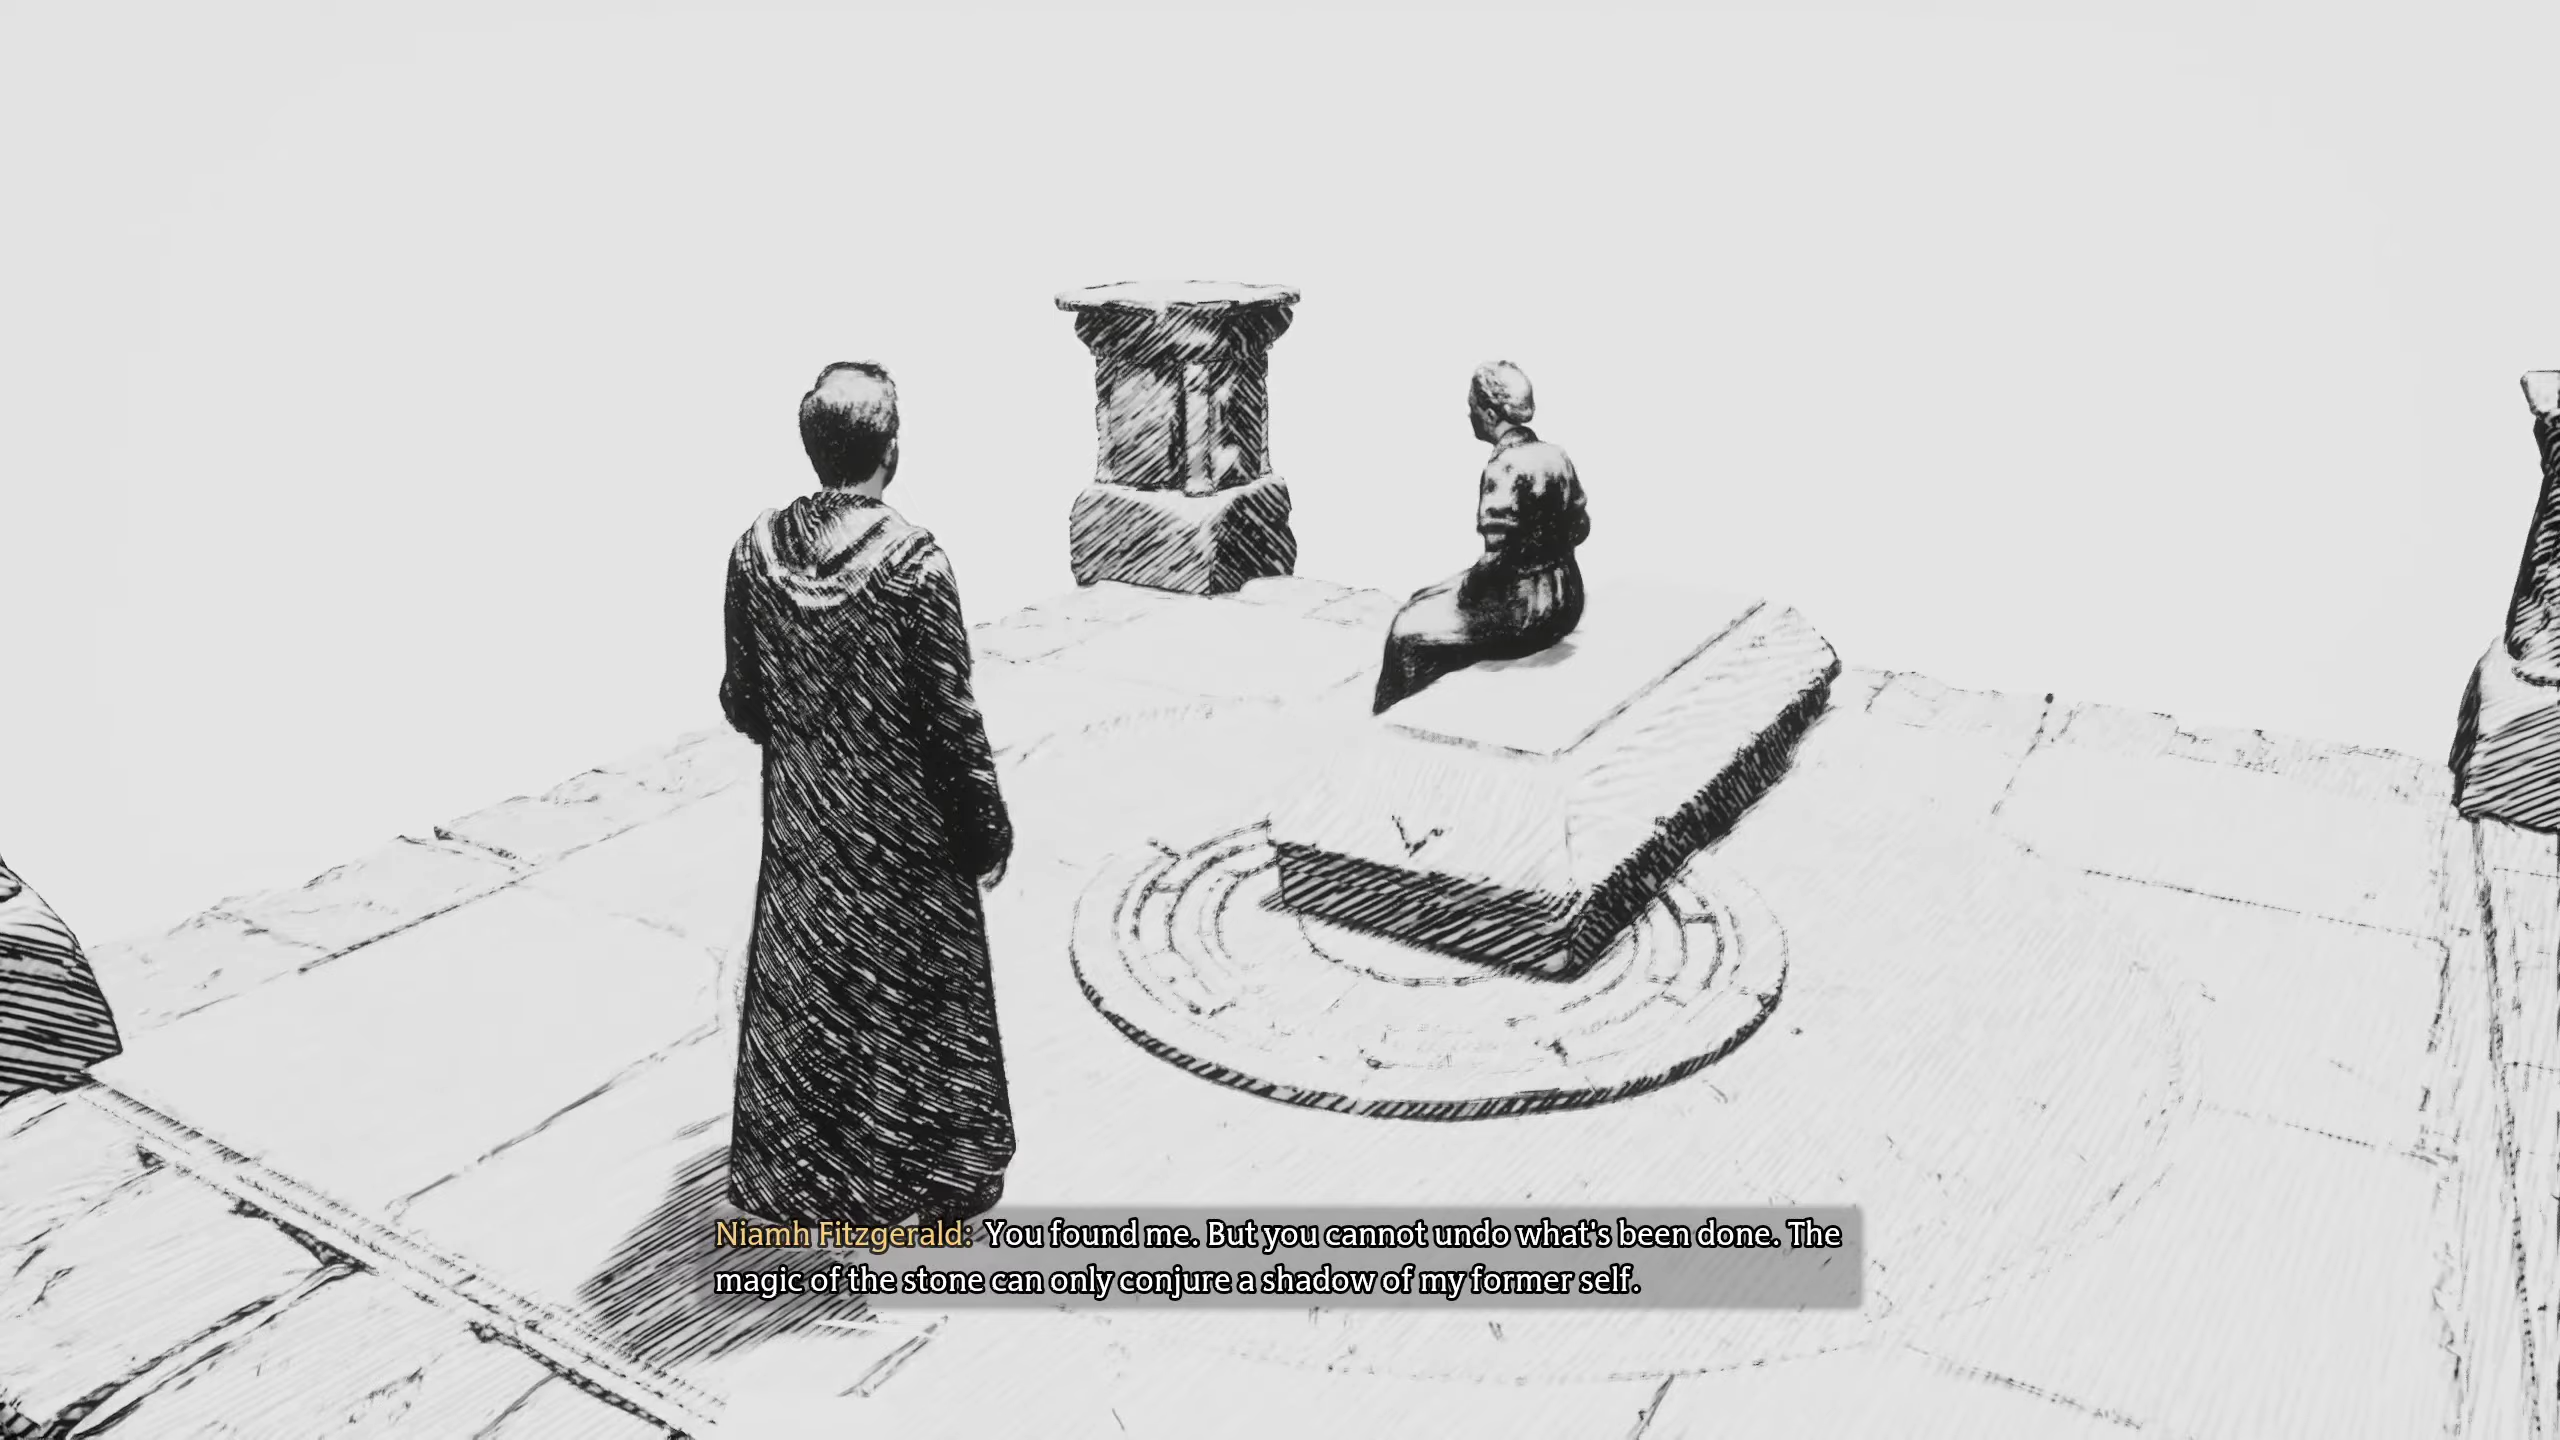 Niamh Fitzgerald: You found me. But you cannot undo what's been done. The
magic of the stone can only conjure a shadow of my former self.